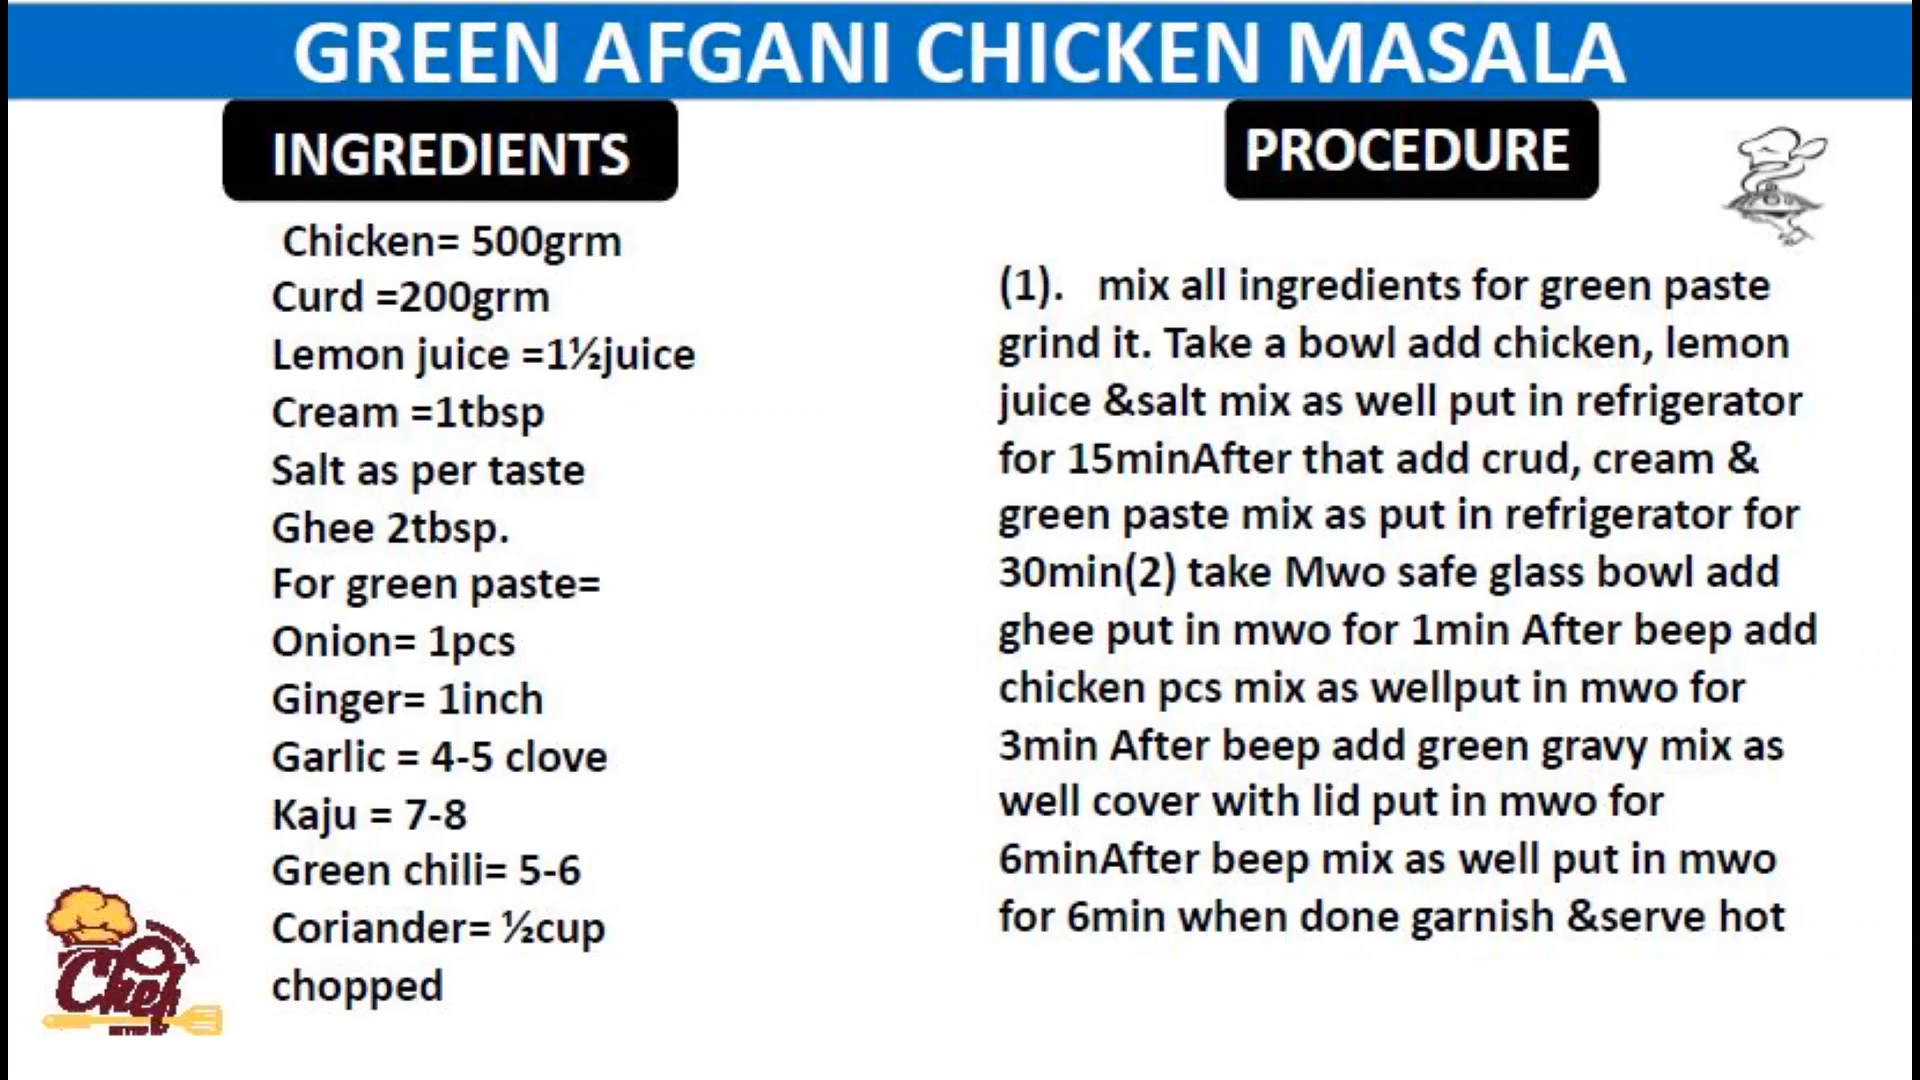 GREEN AFGANI CHICKEN MASALA
INGREDIENTS
Chicken= 500grm
Curd =200grm
Lemon juice =1½juice
Cream =1tbsp
Salt as per taste
Ghee 2tbsp.
For green paste=
Onion= 1pcs
Ginger= 1inch
Garlic = 4-5 clove
Kaju = 7-8
Green chili= 5-6
Coriander= ½cup
chopped
PROCEDURE
(1).   mix all ingredients for green paste
grind it. Take a bowl add chicken, lemon
juice &salt mix as well put in refrigerator
for 15minAfter that add crud, cream &
green paste mix as put in refrigerator for
30min(2) take Mwo safe glass bowl add
ghee put in mwo for 1min After beep add
chicken pcs mix as wellput in mwo for
3min After beep add green gravy mix as
well cover with lid put in mwo for
6minAfter beep mix as well put in mwo
for 6min when done garnish &serve hot
Chef